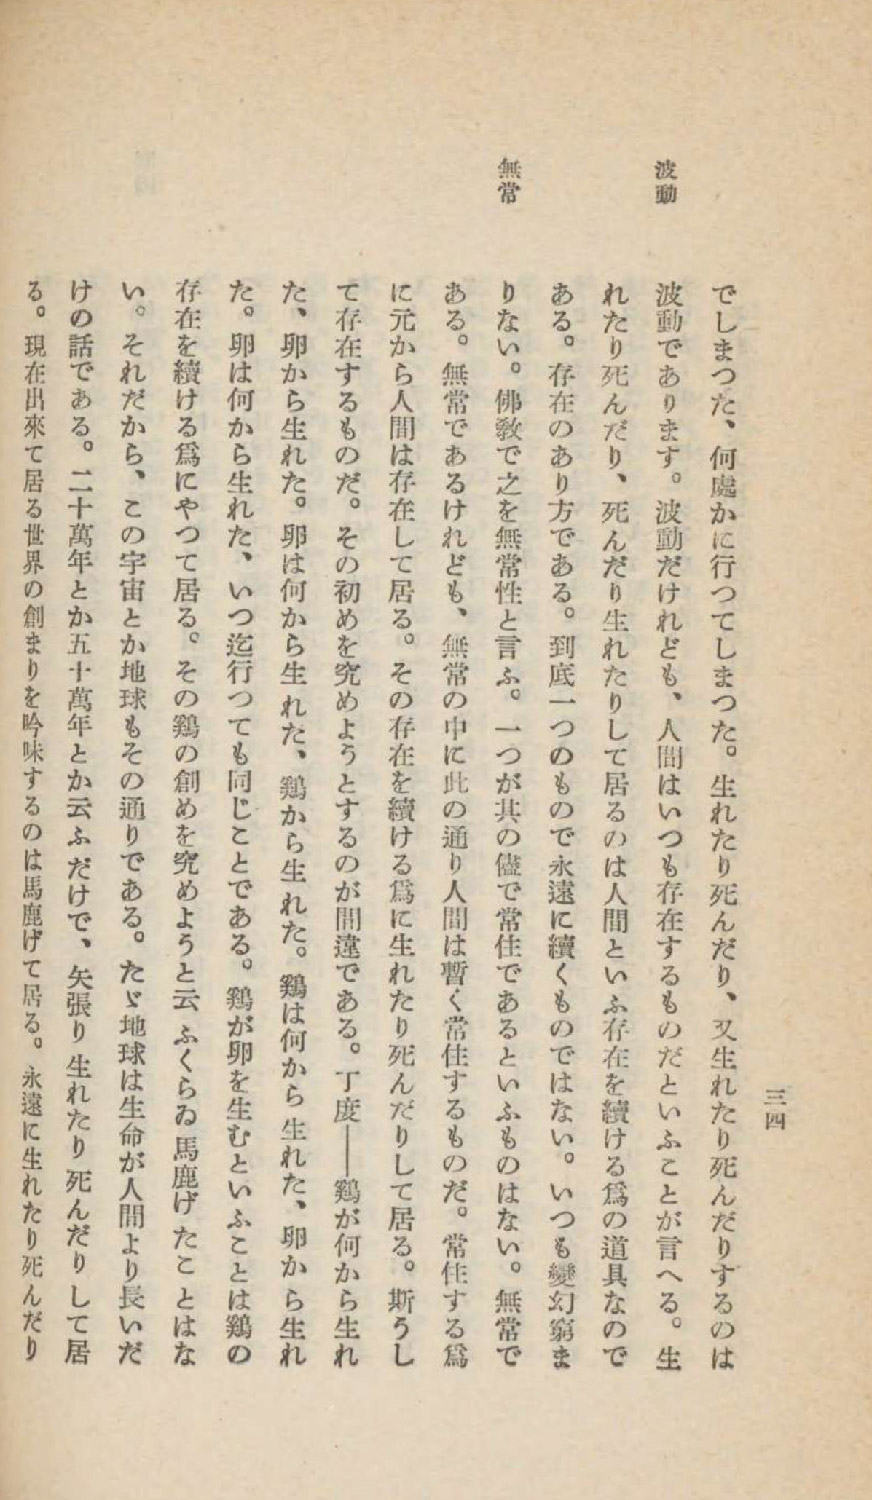 波動
無常
でしまつた、何處かに行つてしまつた。生れたり死んだり、又生れたり死んだりするのは
波動であります。波動だけれども、人間はいつも存在するものだといふことが言へる。生
れたり死んだり、死んだり生れたりして居るのは人間といふ存在を續ける爲の道具なので
ある。存在のあり方である。到底一つのもので永遠に續くものではない。いつも變幻窮ま
りない。佛敎で之を無常性と言ふ。一つが其の儘で常住であるといふものはない。無常で
ある。無常であるけれども、無常の中に此の通り人間は暫く常住するものだ。常住する爲
に元から人間は存在して居る。その存在を續ける爲に生れたり死んだりして居る。斯うし
て存在するものだ。その初めを究めようとするのが間違である。丁度——鷄が何から生れ
た、卵から生れた。卵は何から生れた、鷄から生れた。鷄は何から生れた、卵から生れ
た。卵は何から生れた、いつ迄行つても同じことである。鷄が卵を生むといふことは鷄の
存在を續ける爲にやつて居る。その鷄の創めを究めようと云ふくらゐ馬鹿げたことはな
い。それだから、この宇宙とか地球もその通りである。たゞ地球は生命が人間より長いだ
けの話である。二十萬年とか五十萬年とか云ふだけで、矢張り生れたり死んだりして居
る。現在出來て居る世界の創まりを吟味するのは馬鹿げて居る。永遠に生れたり死んだり
三四